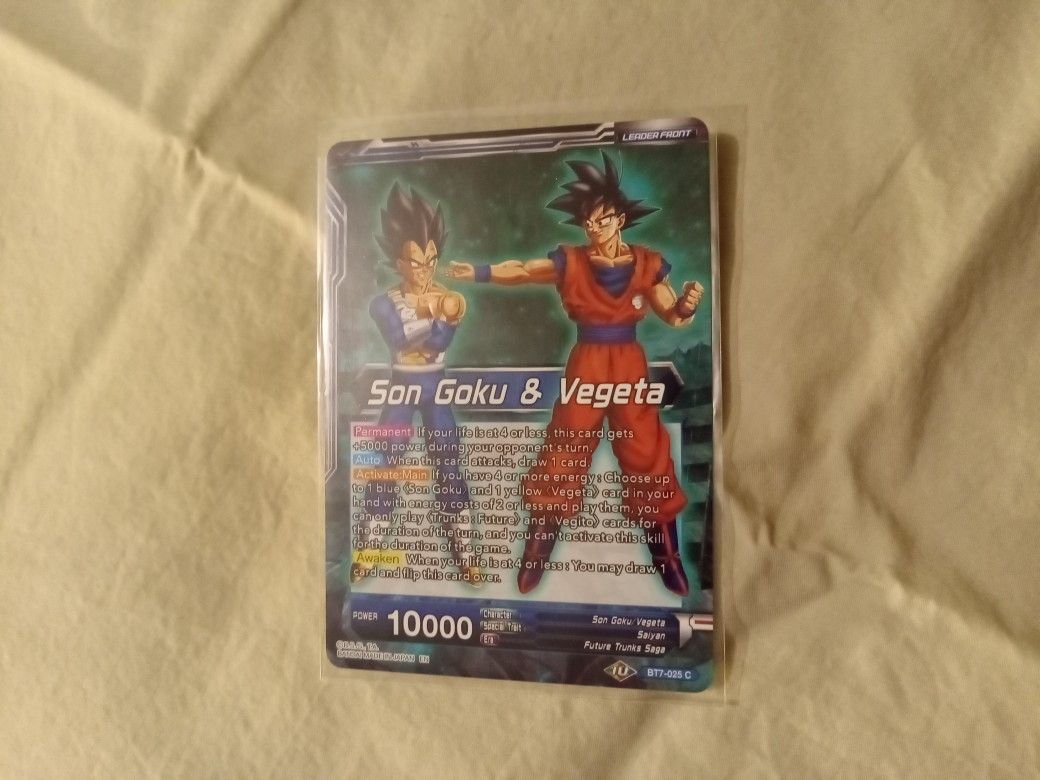 LEADER FRONT
Son Goku & Vegeta
Permanent If your life is at 4 or less, this card gets
+5000 power during your opponent's turn.
Auto When this card attacks, draw 1 card.
Activate:Main If you have 4 or more energy : Choose up
to 1 blue ‹Son Goku› and 1 yellow ‹Vegeta› card in your
hand with energy costs of 2 or less and play them, you
can only play ‹Trunks : Future› and ‹Vegito› cards for
the duration of the turn, and you can't activate this skill
for the duration of the game.
Awaken When your life is at 4 or less : You may draw 1
card and flip this card over.
POWER 10000
Character Son Goku/Vegeta
Special Trait Saiyan
Era Future Trunks Saga
©B.S./S., T.A.
BANDAI MADE IN JAPAN EN
BT7-025 C